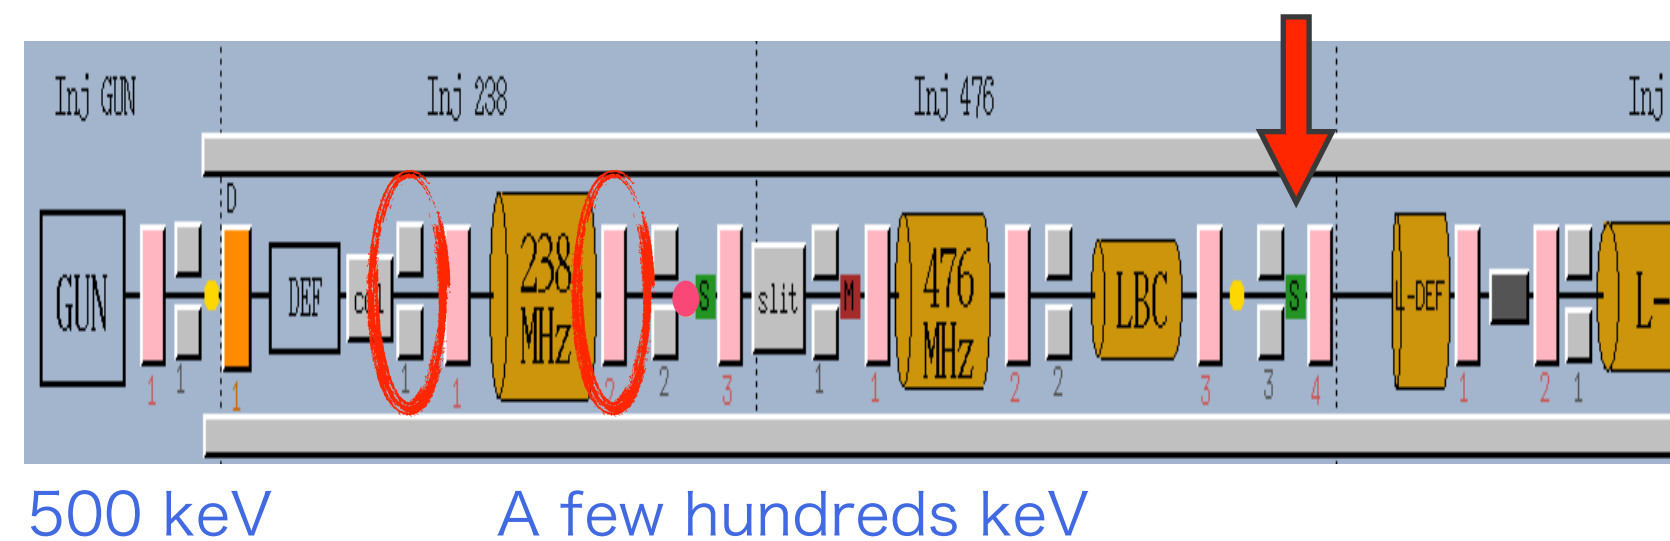 Inj GUN Inj 238 Inj 476 Inj
D
GUN DEF col 238 MHz S slit M 476 MHz LBC S L-DEF L-
1 1 1 1 1 2 2 3 1 1 2 2 3 3 4 1 2 1
500 keV A few hundreds keV